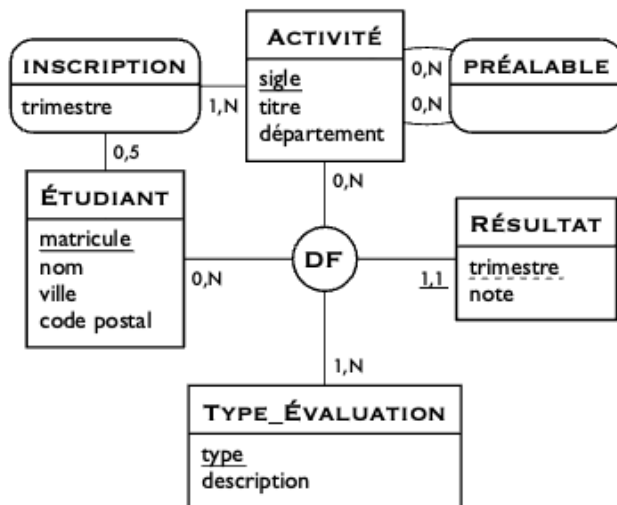 ACTIVITÉ
sigle
titre
département
INSCRIPTION
trimestre
1,N
0,N
0,N
PRÉALABLE
0,5
0,N
ÉTUDIANT
matricule
nom
ville
code postal
0,N
DF
1,1
RÉSULTAT
trimestre
note
1,N
TYPE_ÉVALUATION
type
description